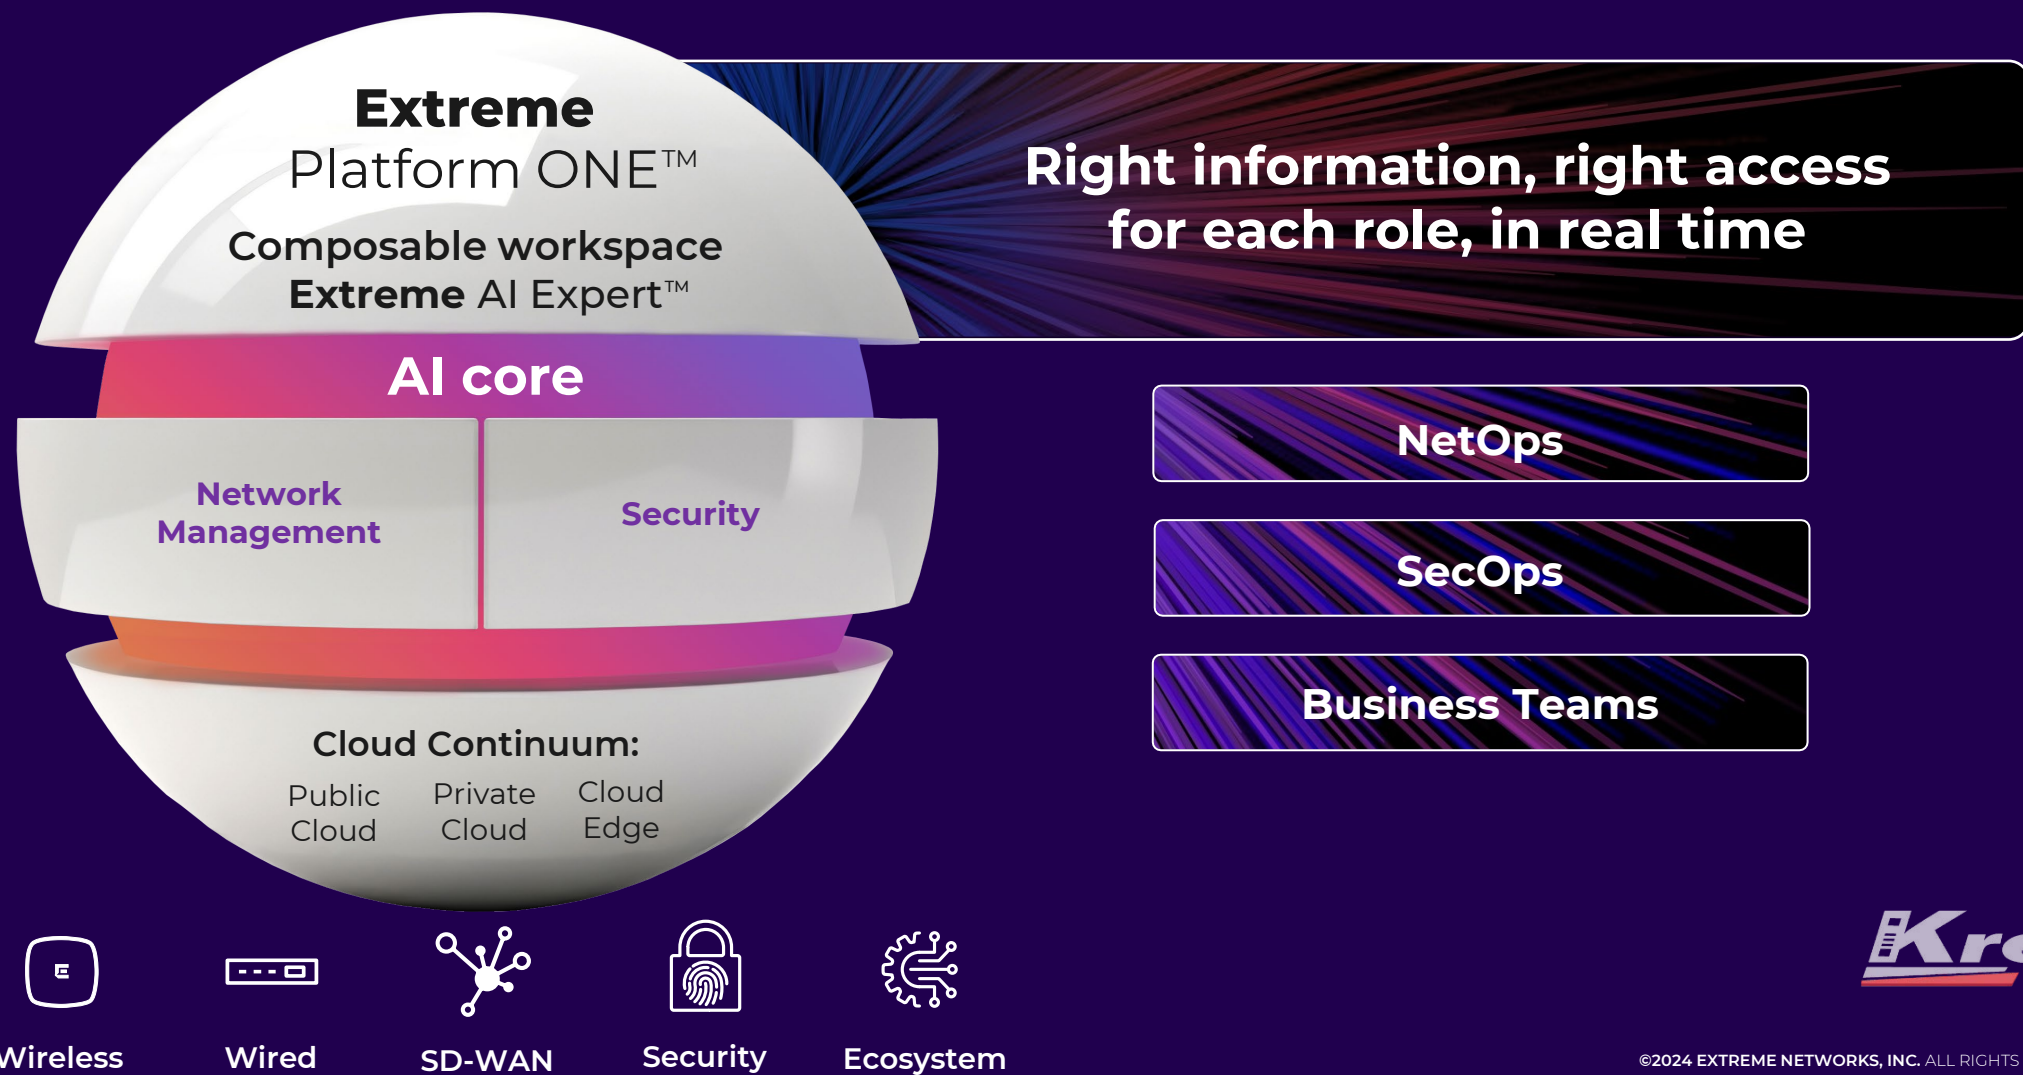 Extreme
Platform ONE™
Composable workspace
Extreme AI Expert™
AI core
Network
Management
Security
Cloud Continuum:
Public
Cloud
Private
Cloud
Cloud
Edge
Right information, right access
for each role, in real time
NetOps
SecOps
Business Teams
Wireless
Wired
SD-WAN
Security
Ecosystem
©2024 EXTREME NETWORKS, INC. ALL RIGHTS